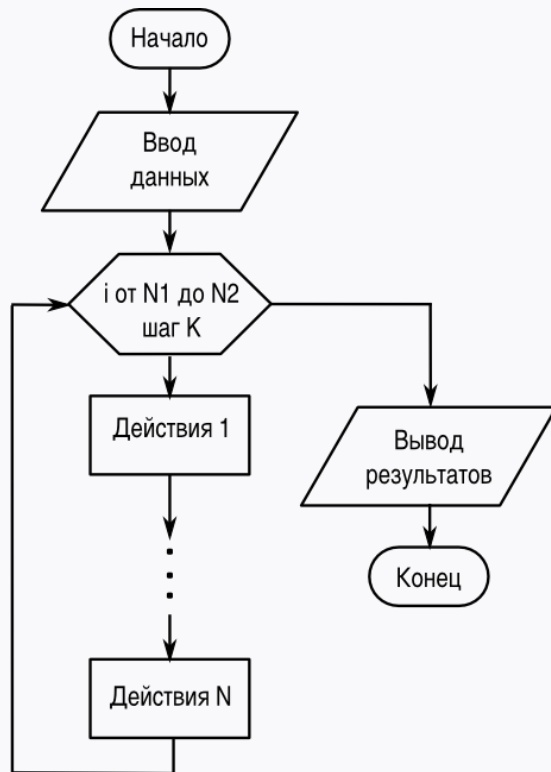 Начало
Ввод
данных
i от N1 до N2
шаг K
Действия 1
Вывод
результатов
Конец
Действия N